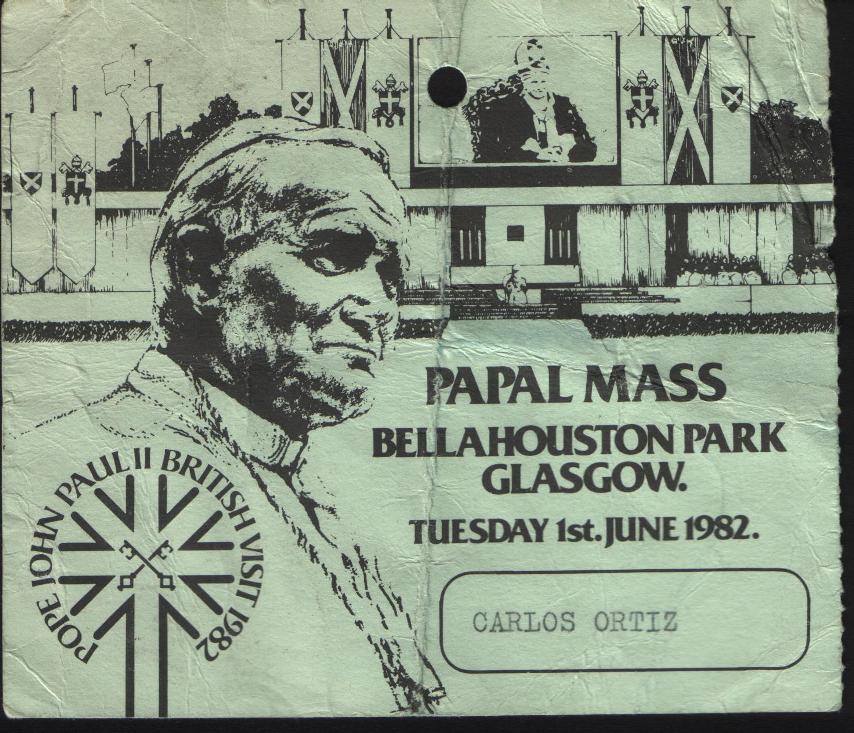 PAPAL MASS
BELLAHOUSTON PARK
GLASGOW.
TUESDAY 1st. JUNE 1982.
CARLOS ORTIZ
POPE JOHN PAUL II BRITISH VISIT 1982